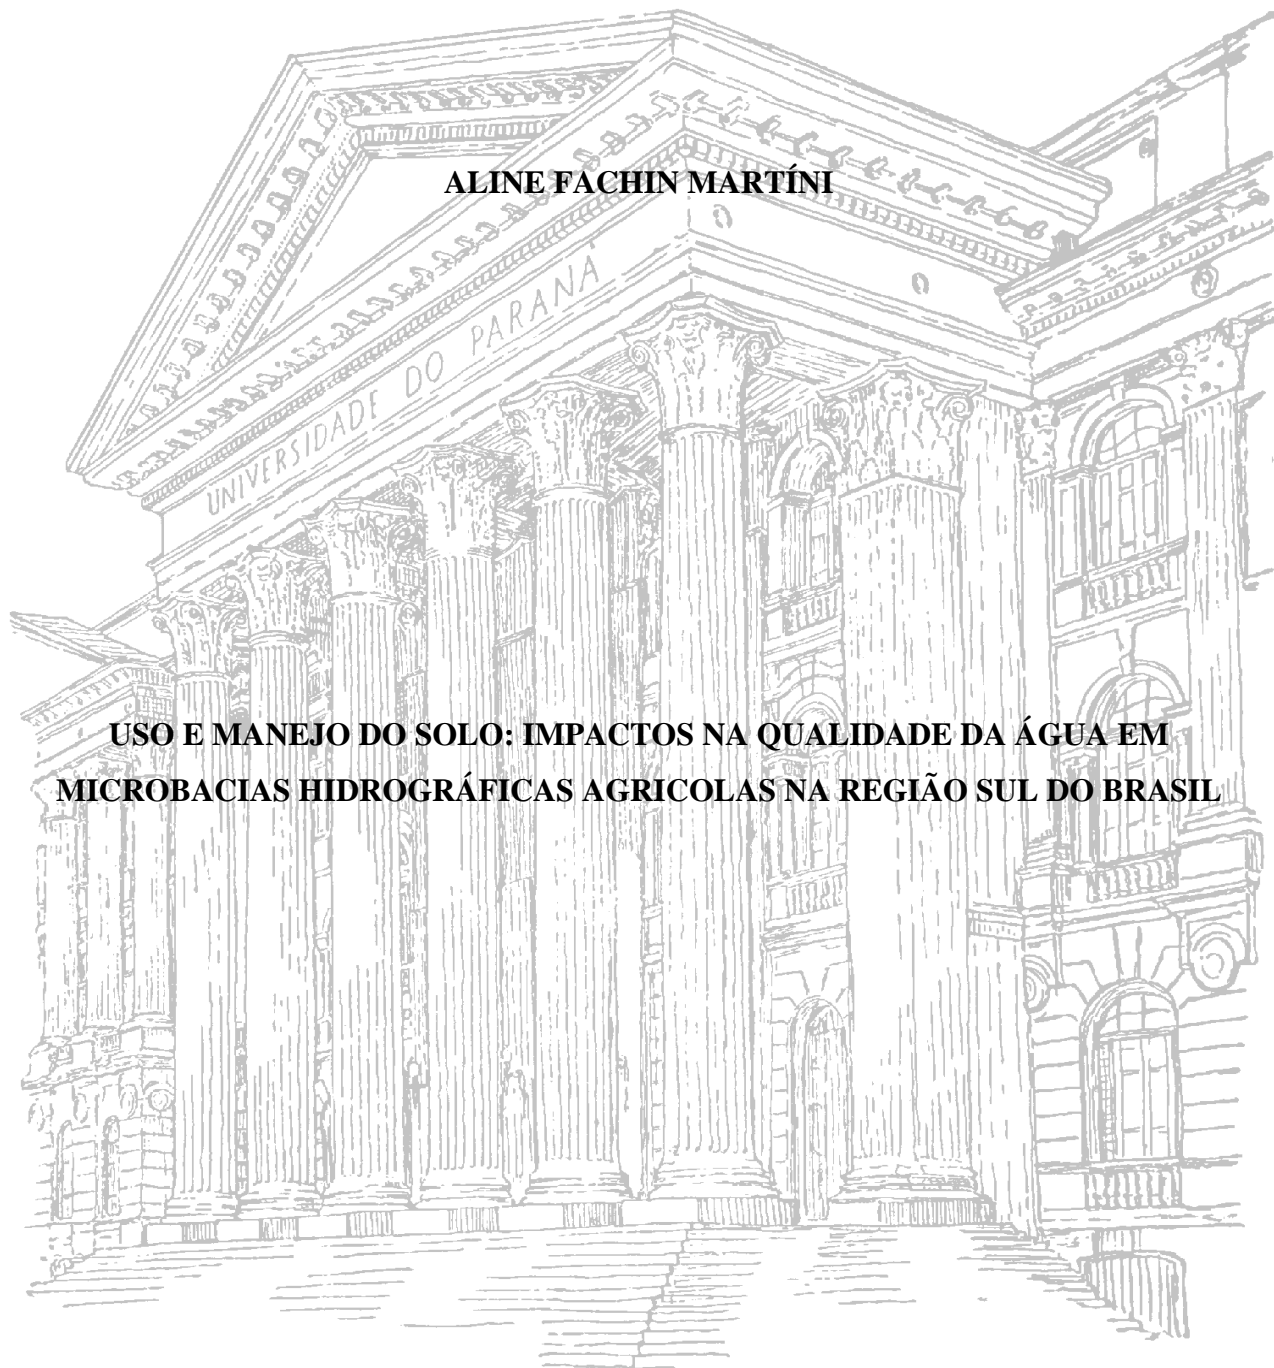 ALINE FACHIN MARTÍNI
UNIVERSIDADE DO PARANÁ
USO E MANEJO DO SOLO: IMPACTOS NA QUALIDADE DA ÁGUA EM
MICROBACIAS HIDROGRÁFICAS AGRICOLAS NA REGIÃO SUL DO BRASIL